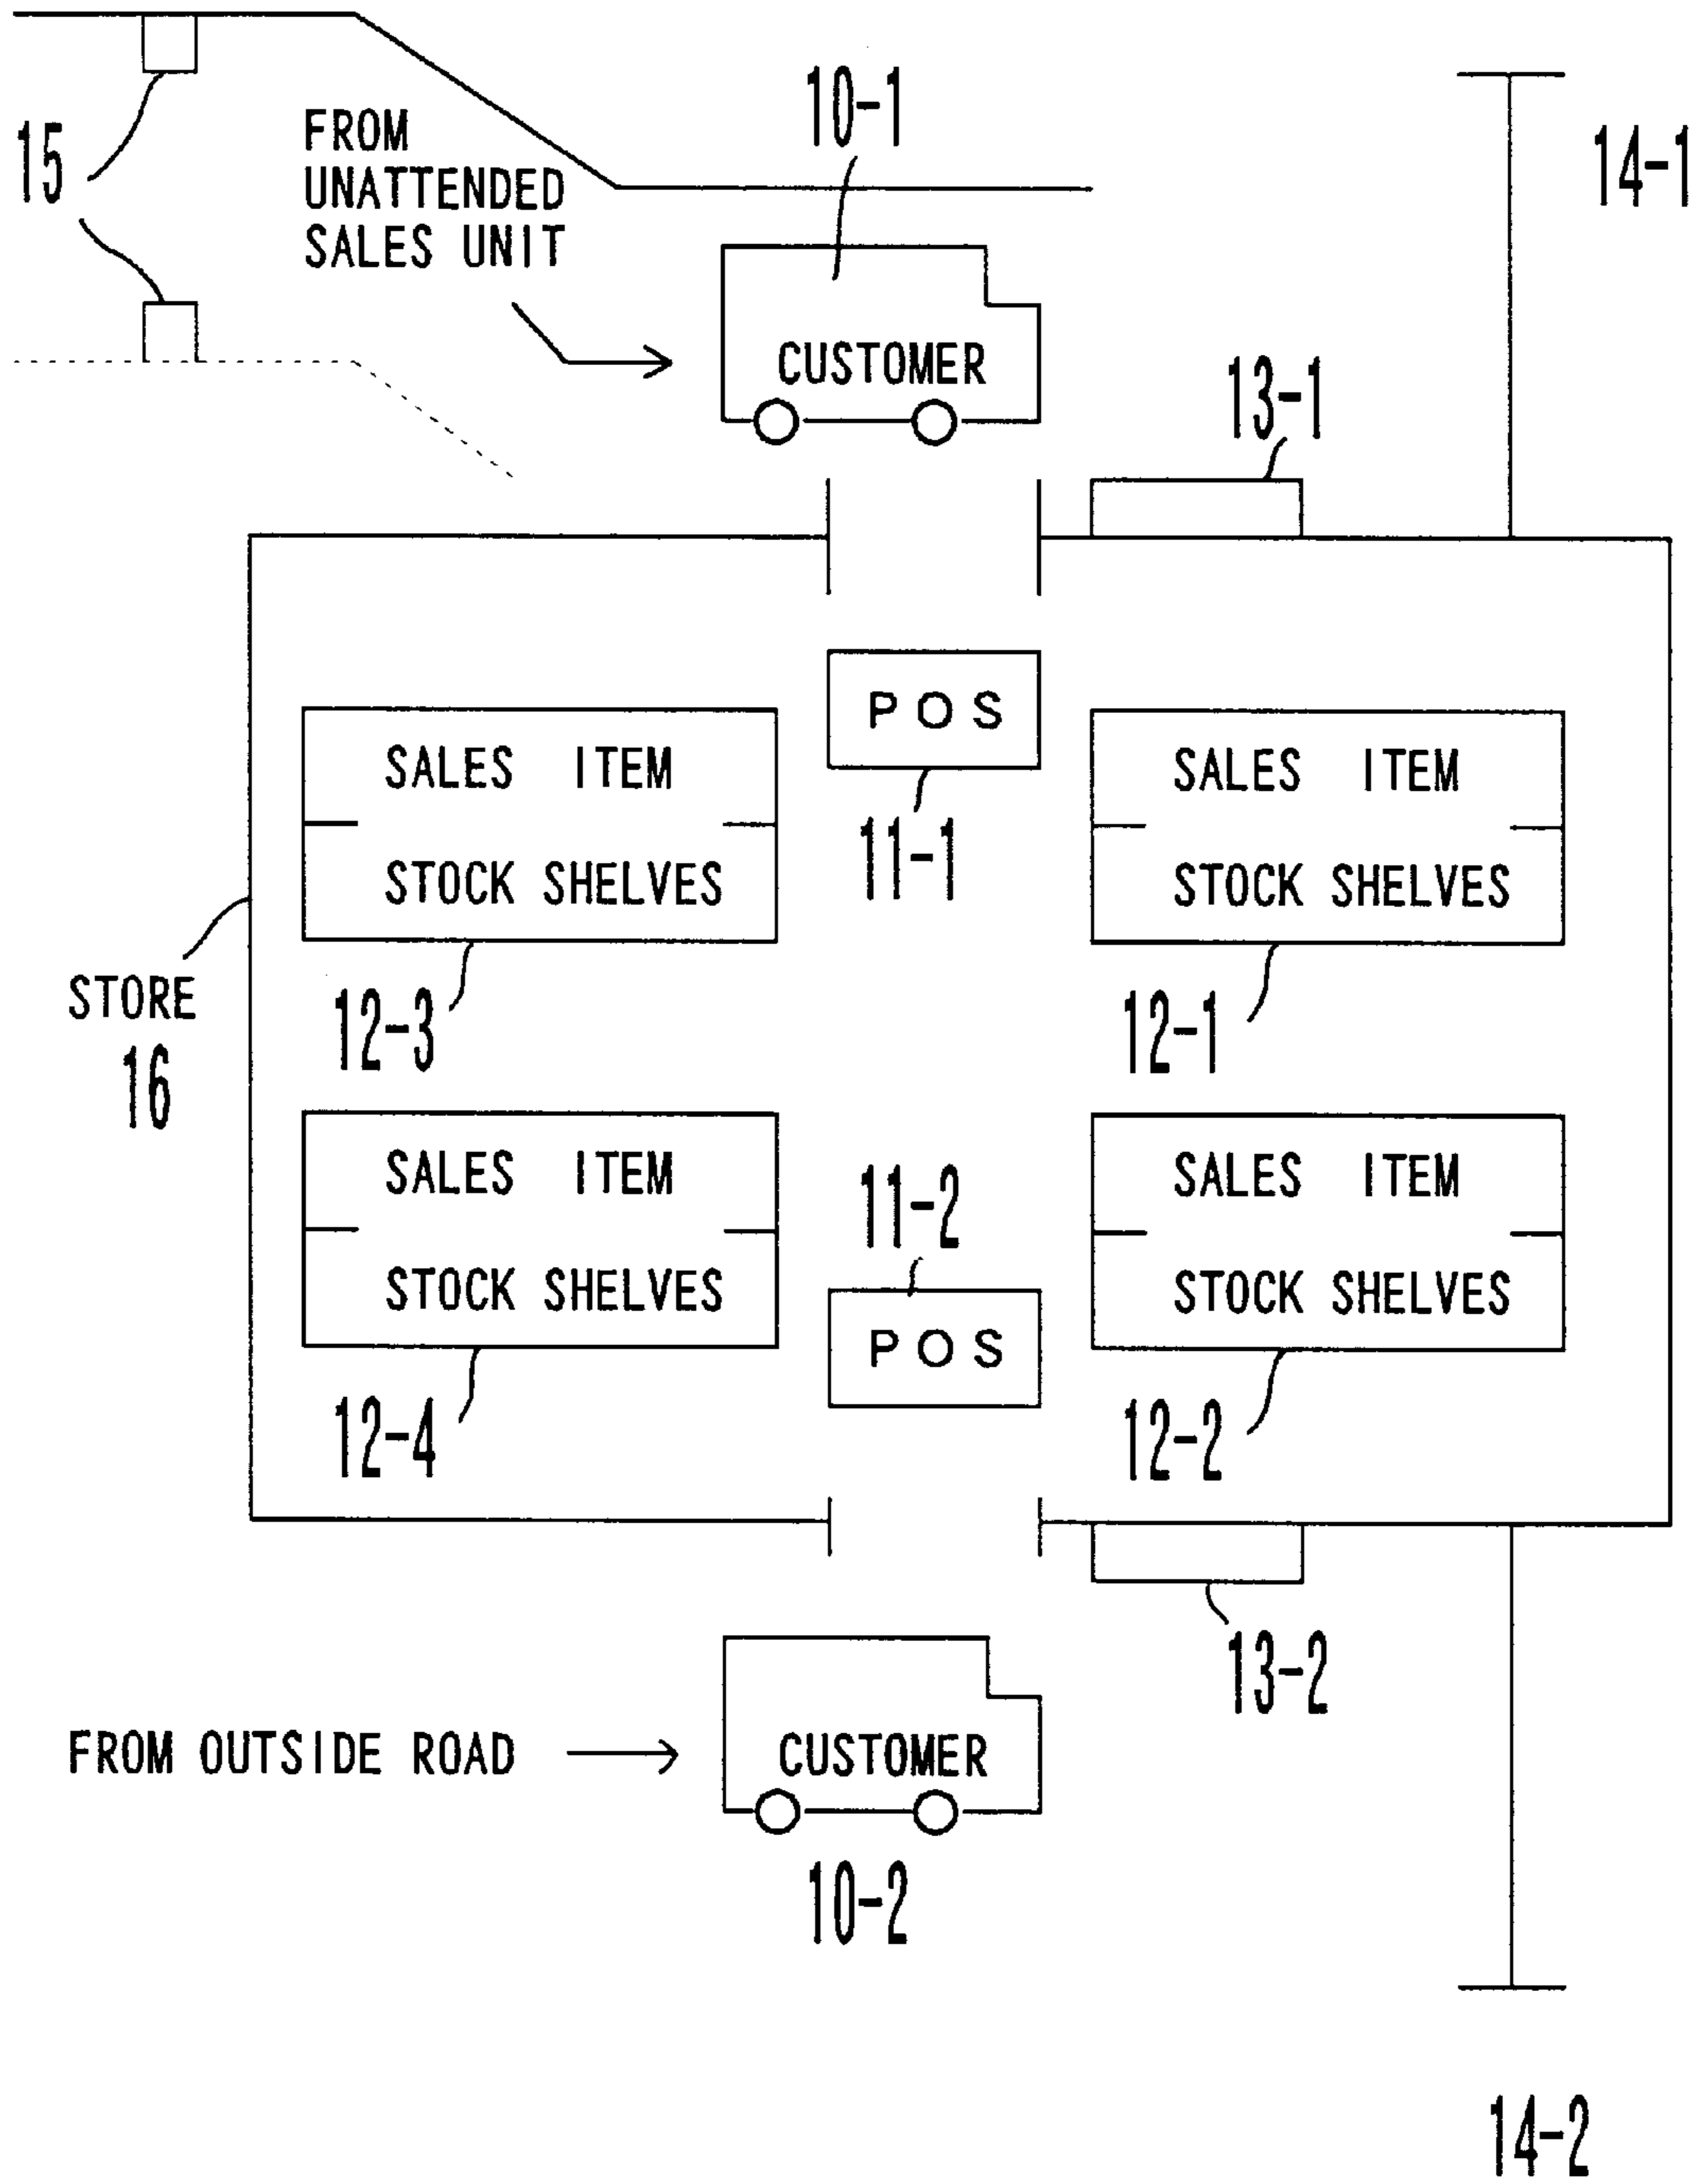 10-1
14-1
15
FROM
UNATTENDED
SALES UNIT
CUSTOMER
13-1
POS
11-1
SALES ITEM
STOCK SHELVES
12-3
SALES ITEM
STOCK SHELVES
12-1
STORE
16
SALES ITEM
STOCK SHELVES
12-4
11-2
POS
SALES ITEM
STOCK SHELVES
12-2
13-2
FROM OUTSIDE ROAD
CUSTOMER
10-2
14-2